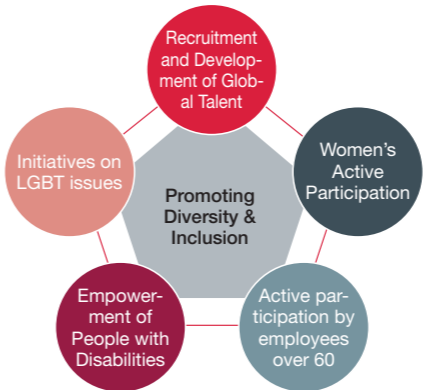 Recruitment
and Develop-
ment of Glob-
al Talent
Initiatives on
LGBT issues
Women's
Active
Participation
Promoting
Diversity &
Inclusion
Empower-
ment of
People with
Disabilities
Active par-
ticipation by
employees
over 60